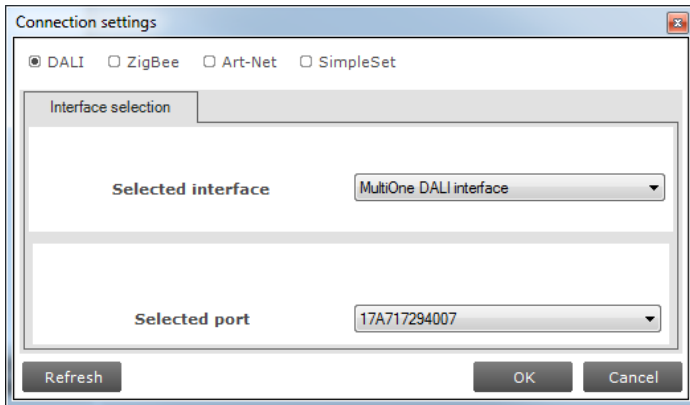 Connection settings
DALI ZigBee Art-Net SimpleSet
Interface selection
Selected interface MultiOne DALI interface
Selected port 17A717294007
Refresh OK Cancel